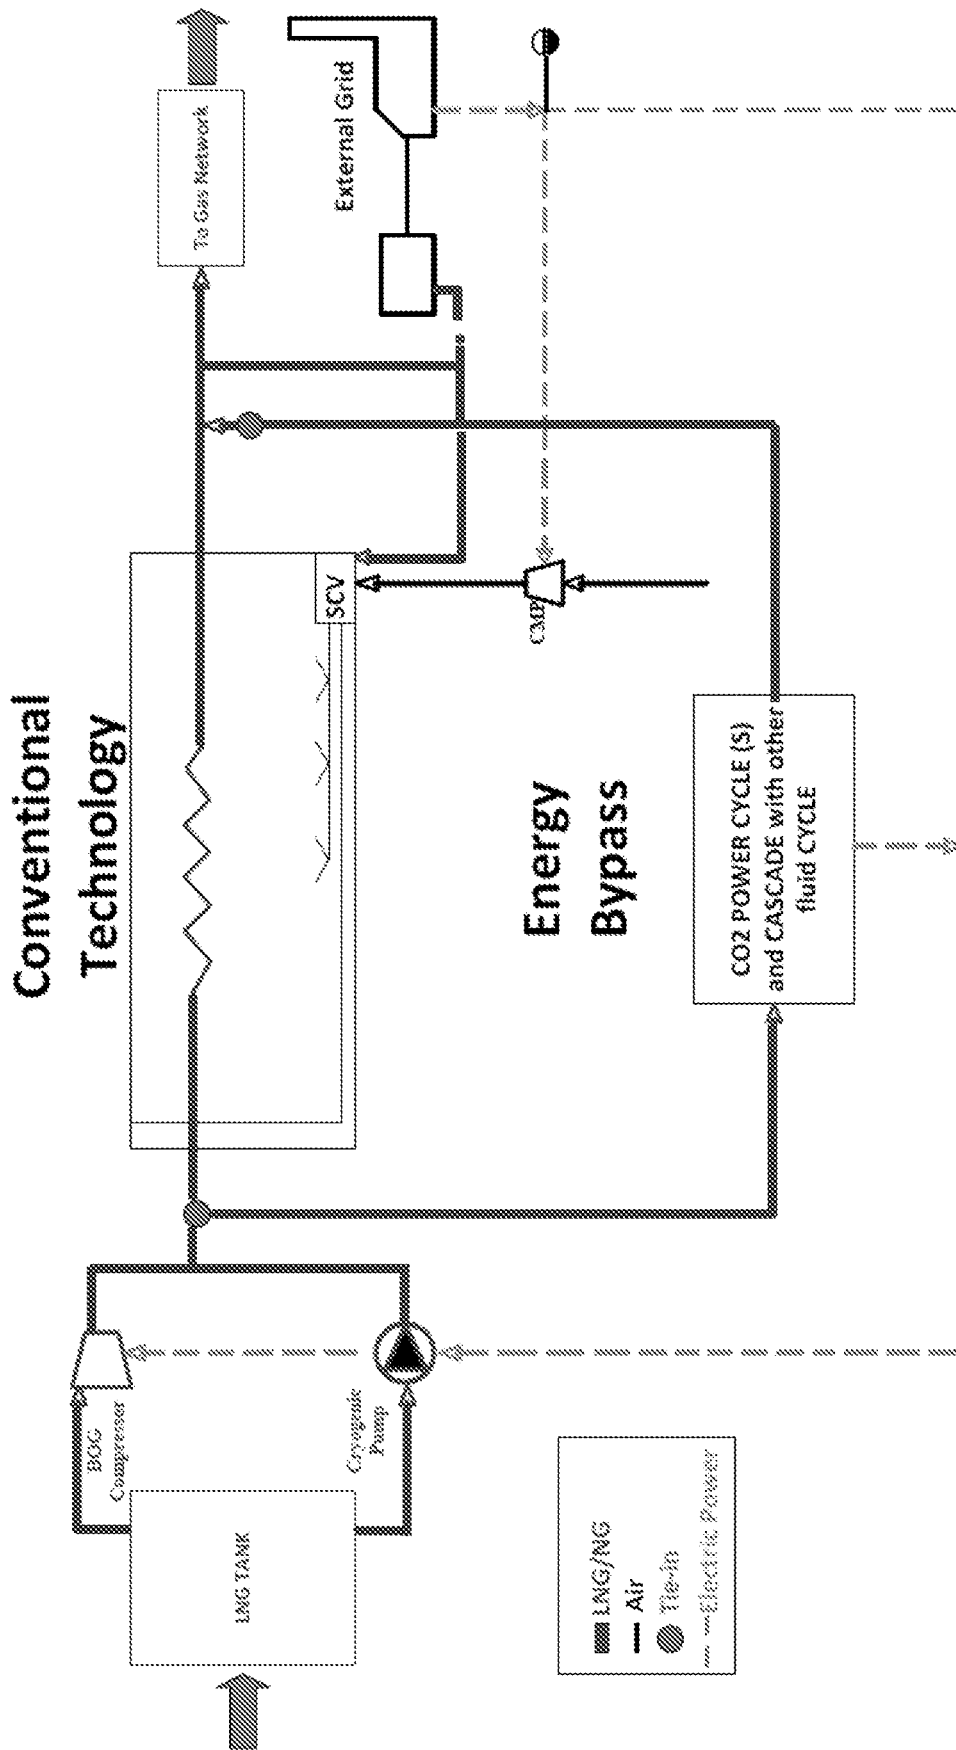 Conventional
Technology
To Gas Network
External Grid
SCV
CMP
Energy
Bypass
CO2 POWER CYCLE (S)
and CASCADE with other
fluid CYCLE
BOG
Compresser
Cryogenic
Pump
LNG TANK
LNG/NG
Air
Tie-in
Electric Power